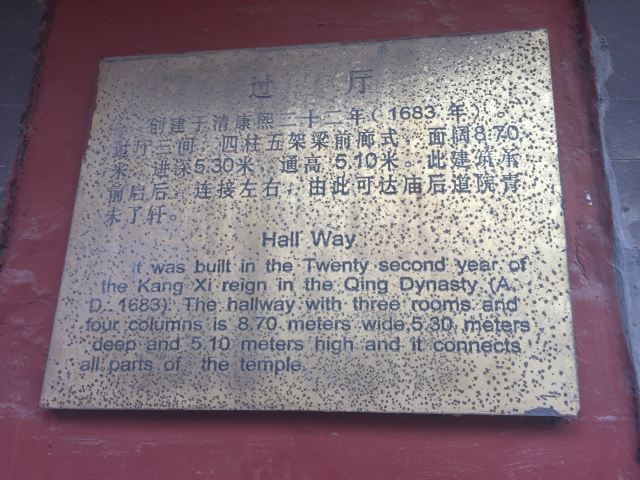 过 厅
创建于清康熙二十二年(1683 年)。
过厅三间,四柱五架梁前廊式,面阔8.70
米,进深5.30米,通高 5.10米。此建筑承
前启后,连接左右,由此可达庙后道院青
未了轩。
Hall Way
It was built in the Twenty second year of
the Kang Xi reign in the Qing Dynasty (A.
D. 1683) The hallway with three rooms and
four columns is 8.70 meters wide,5.30 meters
deep and 5.10 meters high and it connects
all parts of the temple.